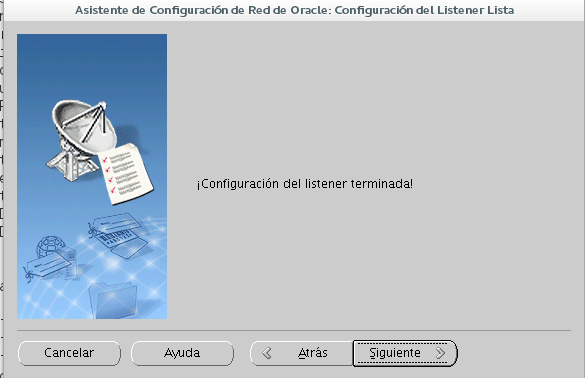 Asistente de Configuración de Red de Oracle: Configuración del Listener Lista
¡Configuración del listener terminada!
Cancelar
Ayuda
Atrás
Siguiente